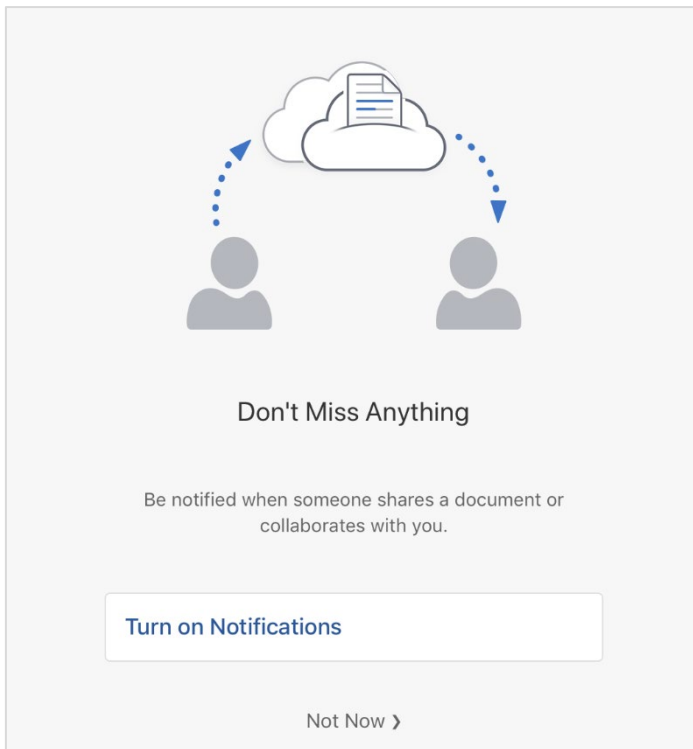 Don't Miss Anything
Be notified when someone shares a document or
collaborates with you.
Turn on Notifications
Not Now ❯